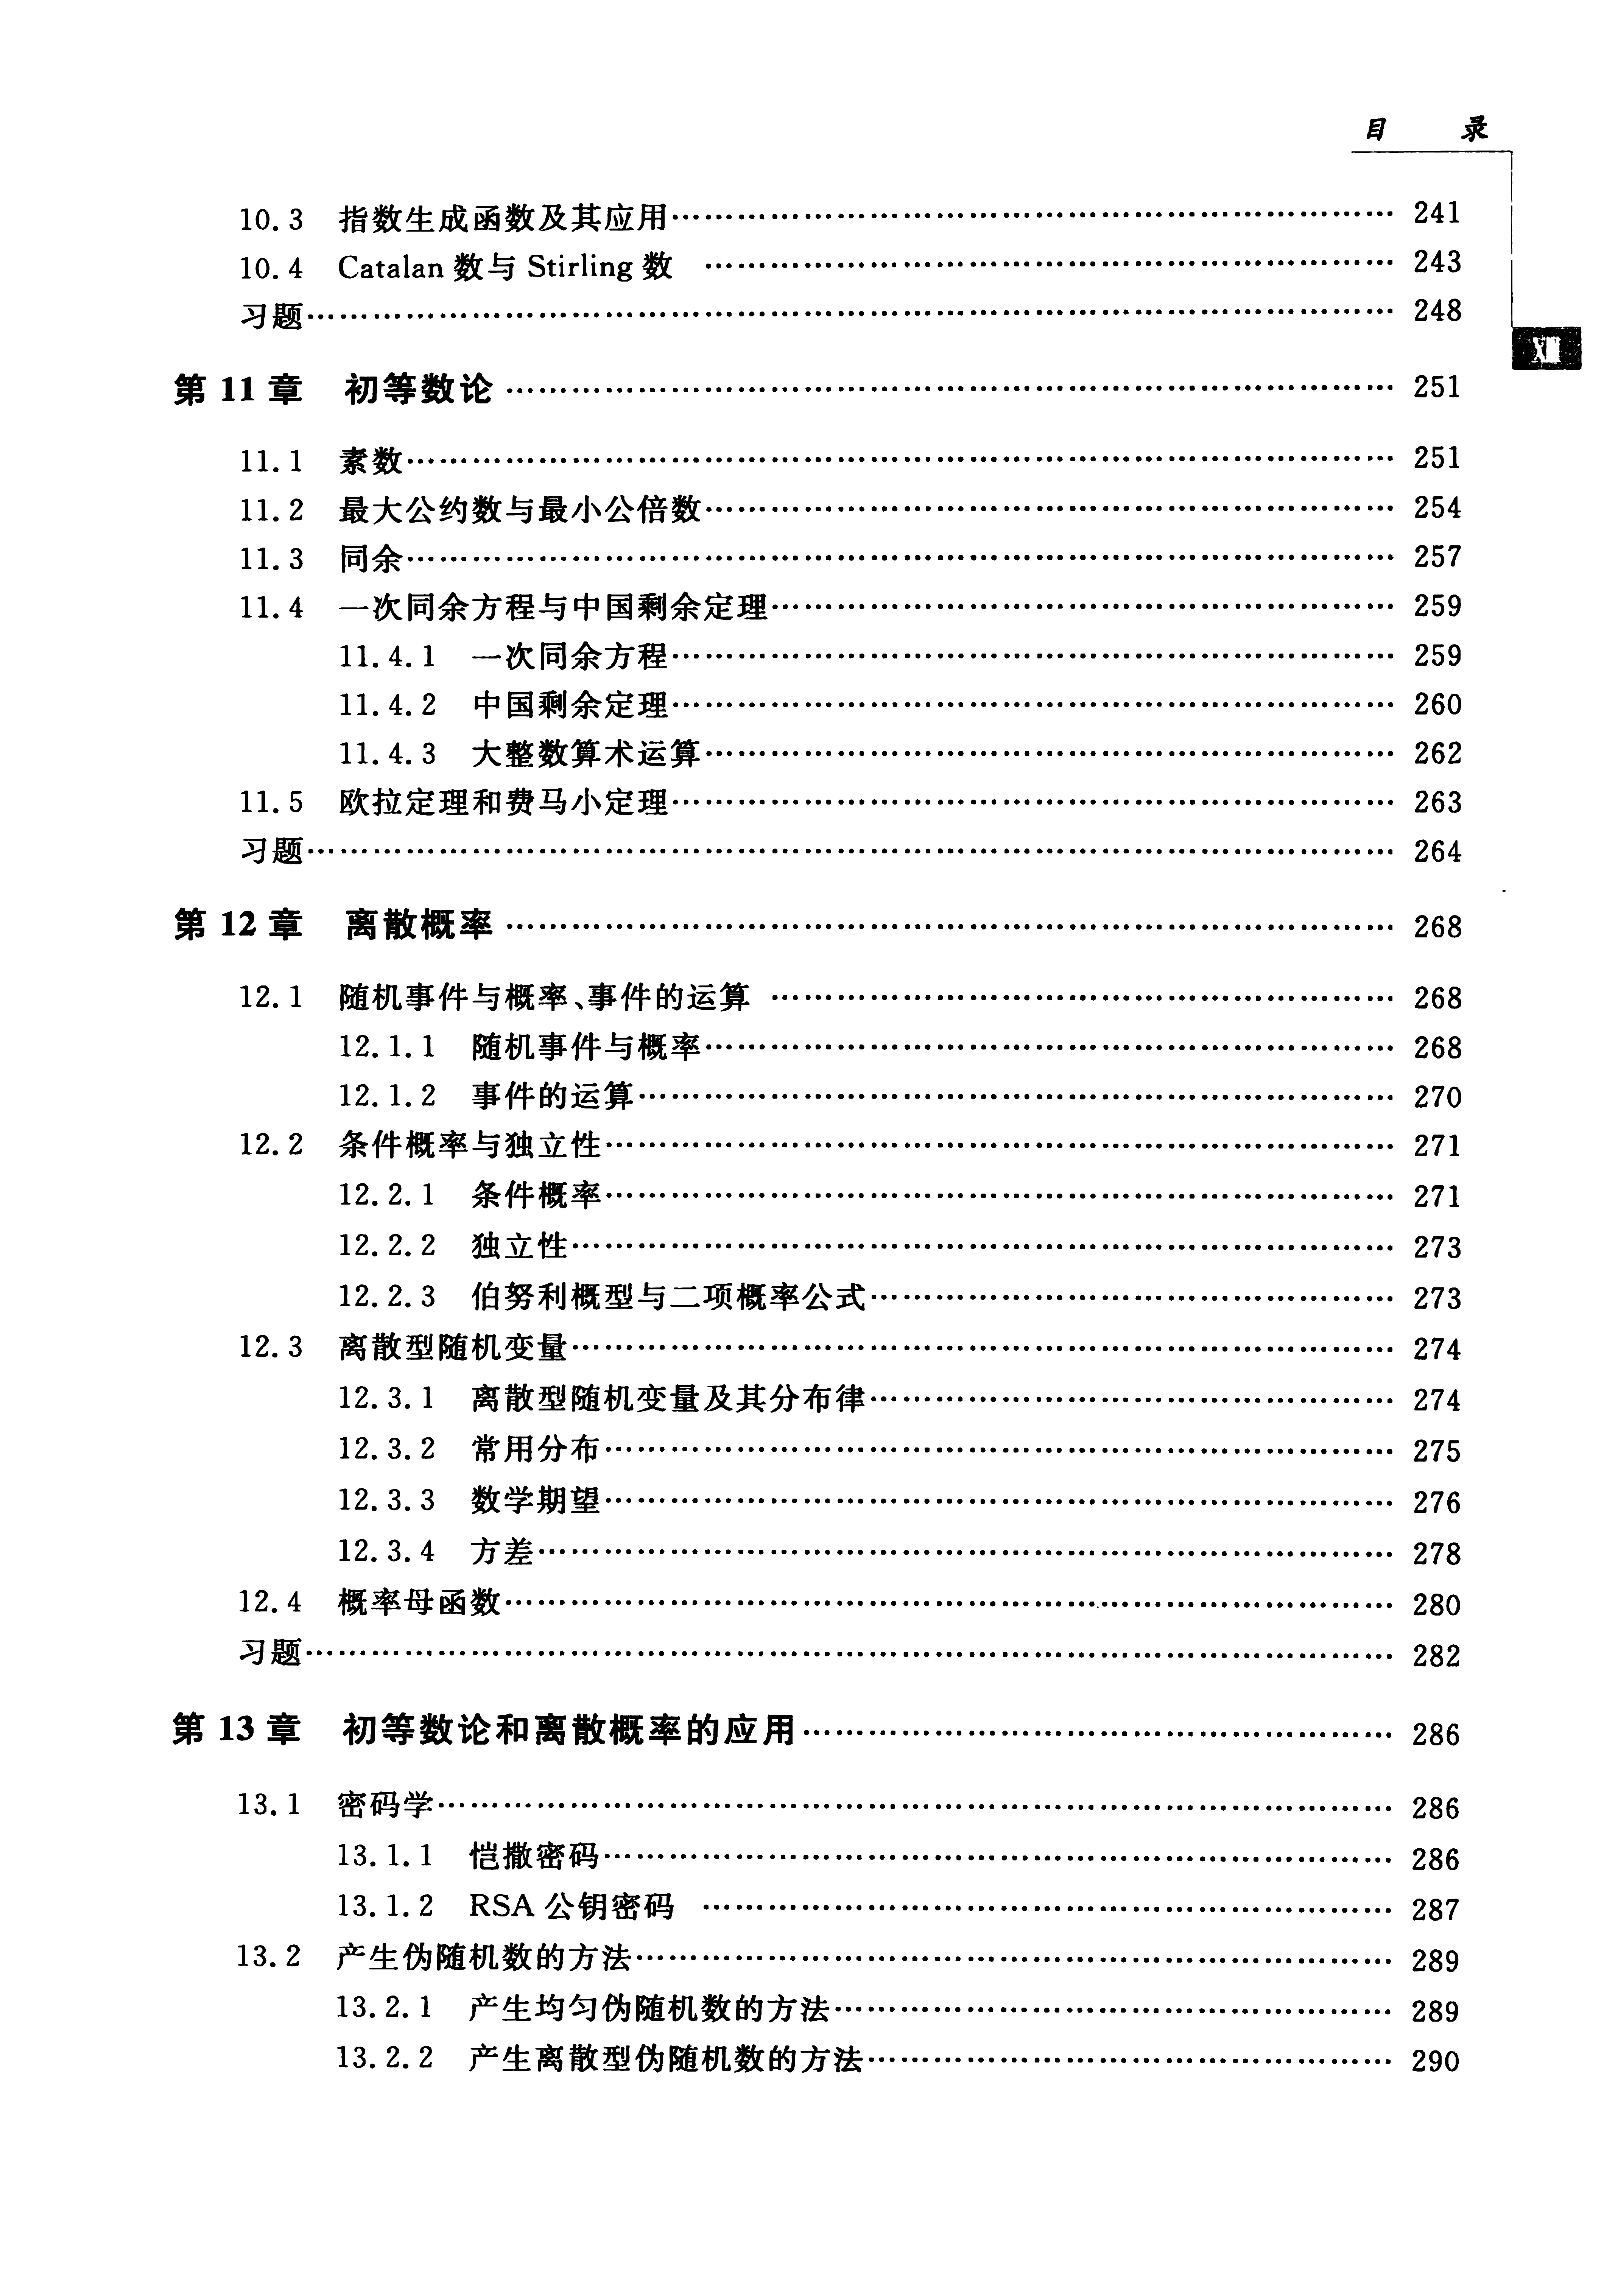 目 录
10.3 指数生成函数及其应用…………241
10.4 Catalan 数与 Stirling 数 …………243
习题…………248
第 11 章 初等数论 …………251
11.1 素数…………251
11.2 最大公约数与最小公倍数…………254
11.3 同余…………257
11.4 一次同余方程与中国剩余定理…………259
11.4.1 一次同余方程…………259
11.4.2 中国剩余定理…………260
11.4.3 大整数算术运算…………262
11.5 欧拉定理和费马小定理…………263
习题…………264
第 12 章 离散概率 …………268
12.1 随机事件与概率、事件的运算 …………268
12.1.1 随机事件与概率…………268
12.1.2 事件的运算…………270
12.2 条件概率与独立性…………271
12.2.1 条件概率…………271
12.2.2 独立性…………273
12.2.3 伯努利概型与二项概率公式…………273
12.3 离散型随机变量…………274
12.3.1 离散型随机变量及其分布律…………274
12.3.2 常用分布…………275
12.3.3 数学期望…………276
12.3.4 方差…………278
12.4 概率母函数…………280
习题…………282
第 13 章 初等数论和离散概率的应用…………286
13.1 密码学…………286
13.1.1 恺撒密码…………286
13.1.2 RSA 公钥密码 …………287
13.2 产生伪随机数的方法…………289
13.2.1 产生均匀伪随机数的方法…………289
13.2.2 产生离散型伪随机数的方法…………290